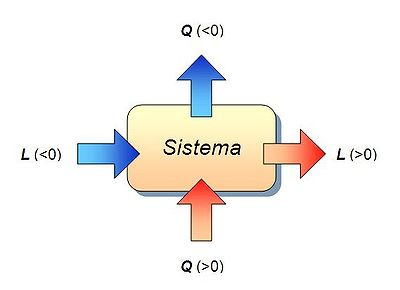 Q (<0)
L (<0)
Sistema
L (>0)
Q (>0)